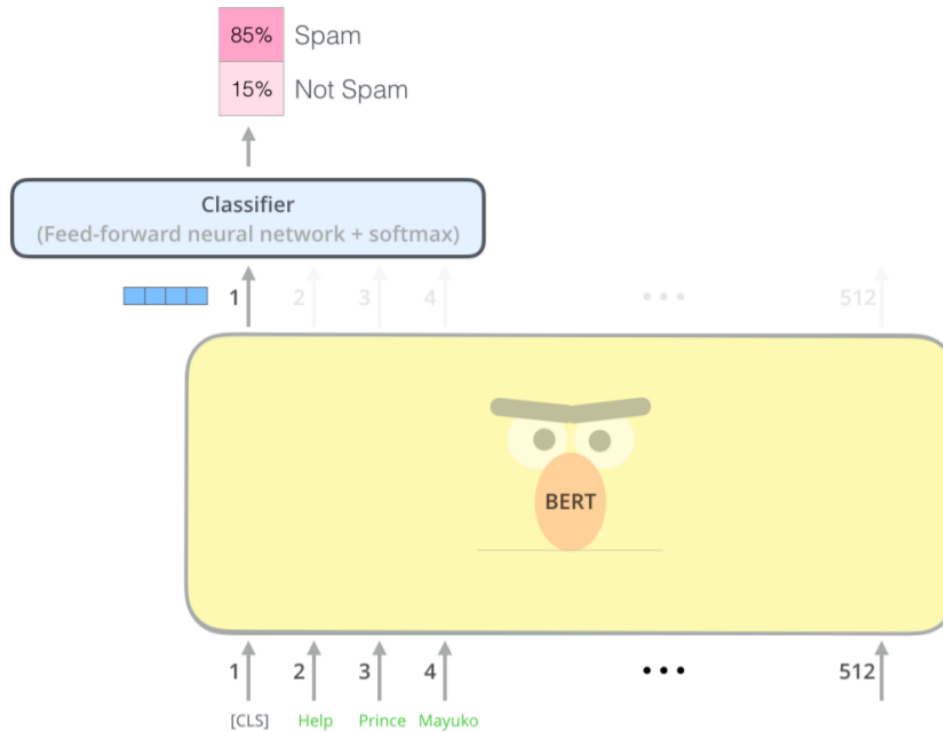 85% Spam
15% Not Spam
Classifier
(Feed-forward neural network + softmax)
1 2 3 4 ••• 512
BERT
1 2 3 4 ••• 512
[CLS] Help Prince Mayuko